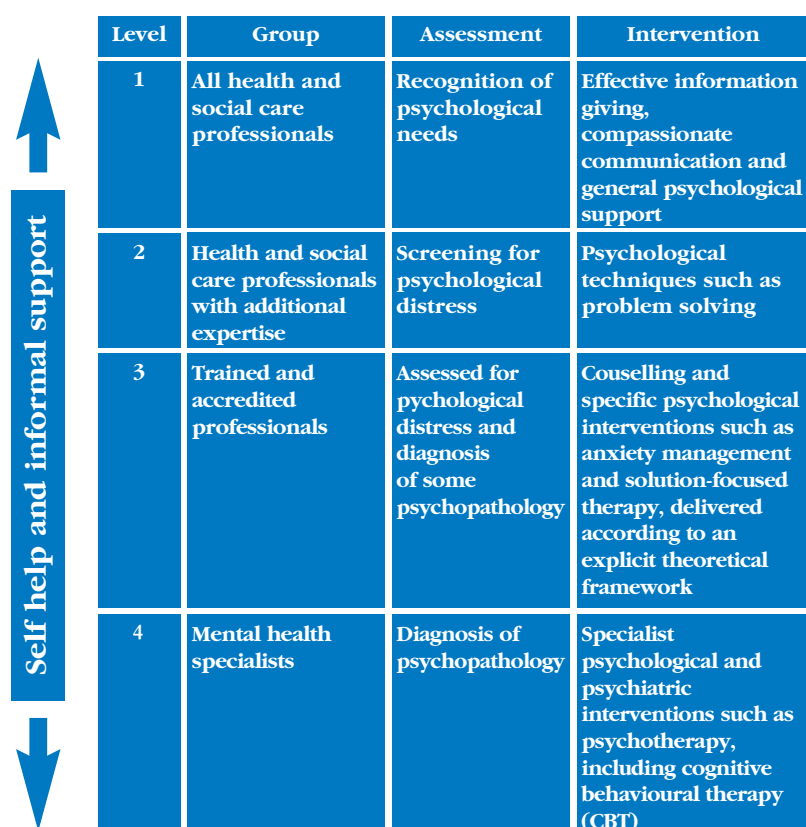 Level Group Assessment Intervention
1
All health and
social care
professionals
Recognition of
psychological
needs
Effective information
giving,
compassionate
communication and
general psychological
support
2
Health and social
care professionals
with additional
expertise
Screening for
psychological
distress
Psychological
techniques such as
problem solving
3
Trained and
accredited
professionals
Assessed for
pychological
distress and
diagnosis
of some
psychopathology
Couselling and
specific psychological
interventions such as
anxiety management
and solution-focused
therapy, delivered
according to an
explicit theoretical
framework
4
Mental health
specialists
Diagnosis of
psychopathology
Specialist
psychological and
psychiatric
interventions such as
psychotherapy,
including cognitive
behavioural therapy
(CBT)
Self help and informal support